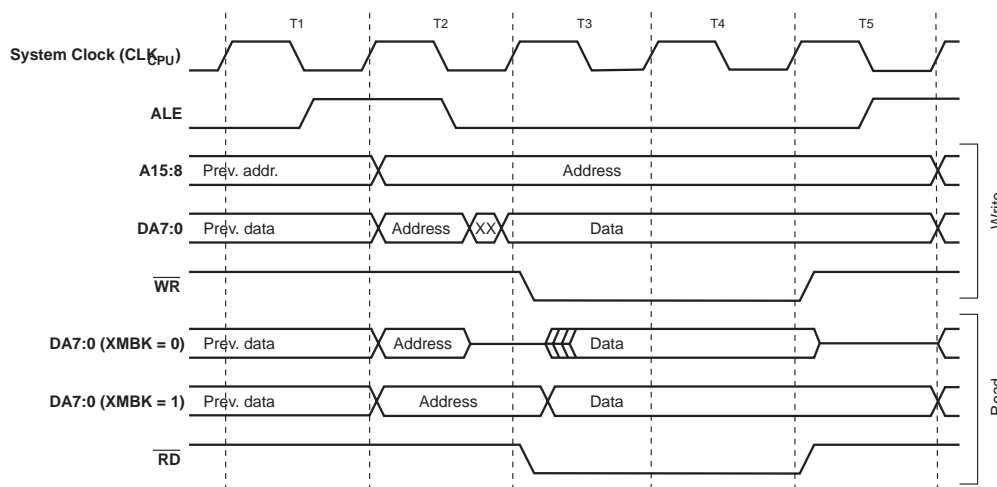 T1 T2 T3 T4 T5
System Clock (CLKCPU)
ALE
A15:8 Prev. addr. Address
DA7:0 Prev. data Address XX Data
WR
Write
DA7:0 (XMBK = 0) Prev. data Address Data
DA7:0 (XMBK = 1) Prev. data Address Data
RD
Read